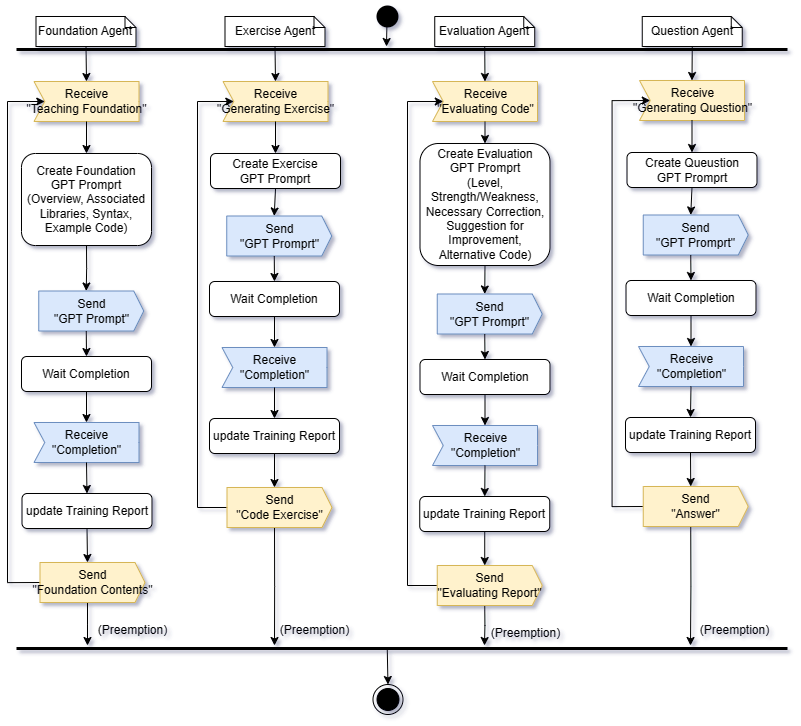 Foundation Agent
Exercise Agent
Evaluation Agent
Question Agent
Receive
"Teaching Foundation"
Create Foundation
GPT Promprt
(Overview, Associated
Libraries, Syntax,
Example Code)
Send
"GPT Prompt"
Wait Completion
Receive
"Completion"
update Training Report
Send
"Foundation Contents"
(Preemption)
Receive
"Generating Exercise"
Create Exercise
GPT Promprt
Send
"GPT Promprt"
Wait Completion
Receive
"Completion"
update Training Report
Send
"Code Exercise"
(Preemption)
Receive
"Evaluating Code"
Create Evaluation
GPT Promprt
(Level,
Strength/Weakness,
Necessary Correction,
Suggestion for
Improvement,
Alternative Code)
Send
"GPT Promprt"
Wait Completion
Receive
"Completion"
update Training Report
Send
"Evaluating Report"
(Preemption)
Receive
"Generating Question"
Create Queustion
GPT Promprt
Send
"GPT Promprt"
Wait Completion
Receive
"Completion"
update Training Report
Send
"Answer"
(Preemption)